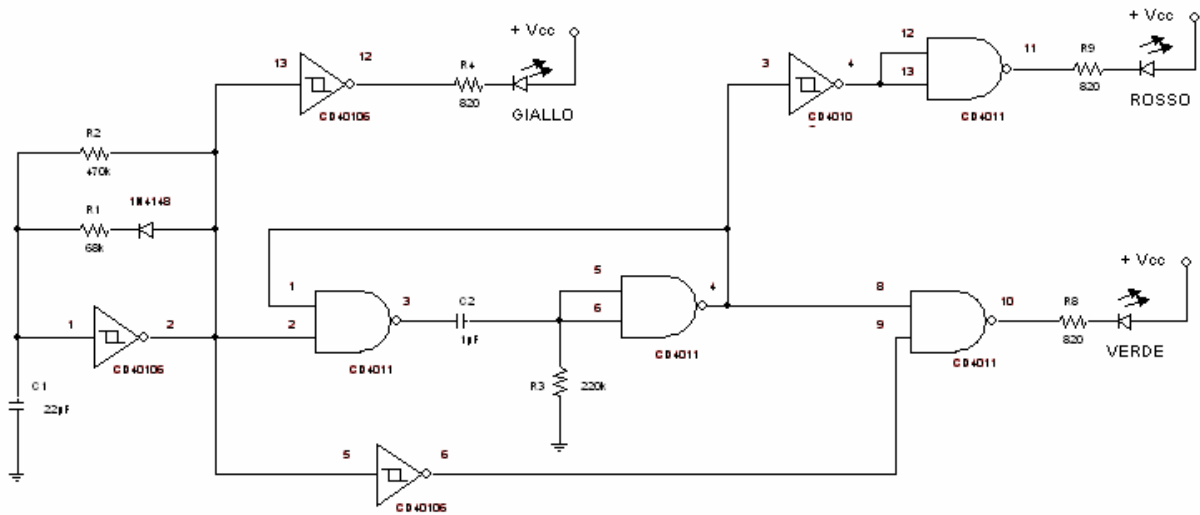 + Vcc
13
12
R4
820
GIALLO
CD40106
+ Vcc
3
4
12
13
11
R9
820
ROSSO
CD4010
CD4011
R2
470k
1N4148
R1
68k
1
2
CD40106
C1
22µF
1
2
3
CD4011
C2
1µF
5
6
4
CD4011
R3
220k
8
9
10
CD4011
+ Vcc
R8
820
VERDE
5
6
CD40106